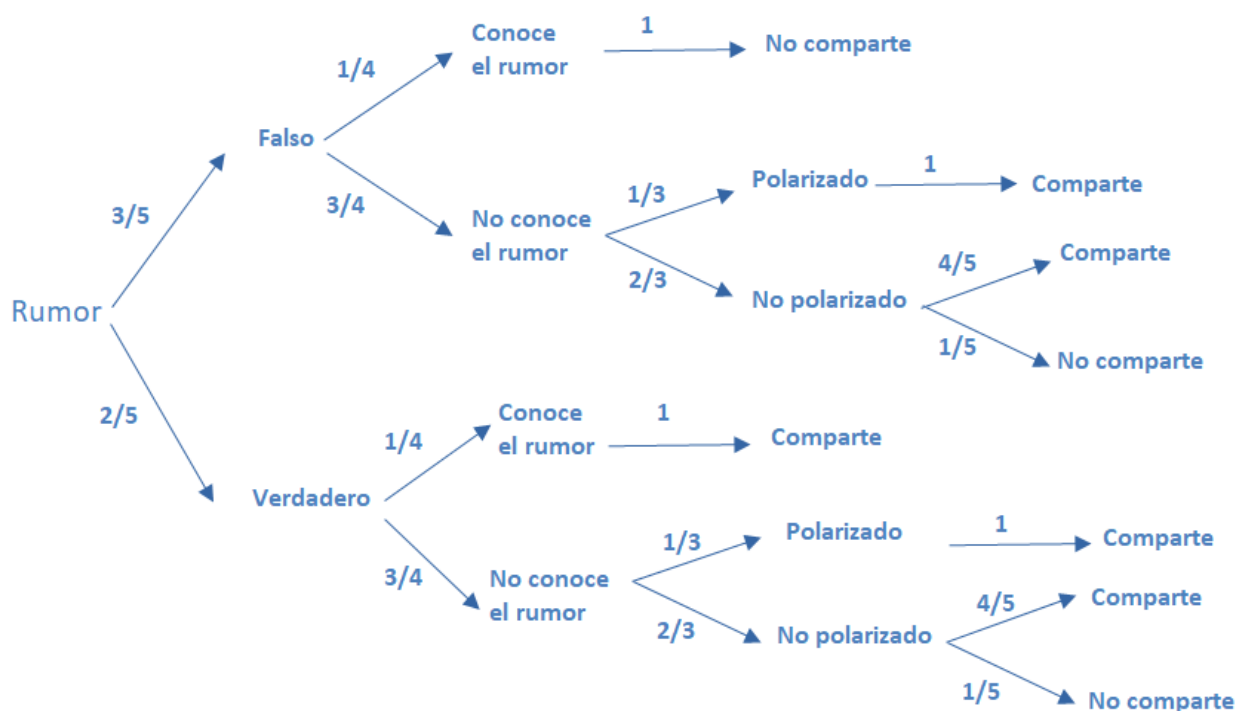 Conoce
el rumor
1
No comparte
1/4
Falso
3/4
No conoce
el rumor
1/3
Polarizado
1
Comparte
2/3
No polarizado
4/5
Comparte
1/5
No comparte
3/5
Rumor
2/5
Conoce
el rumor
1
Comparte
1/4
Verdadero
3/4
No conoce
el rumor
1/3
Polarizado
1
Comparte
2/3
No polarizado
4/5
Comparte
1/5
No comparte